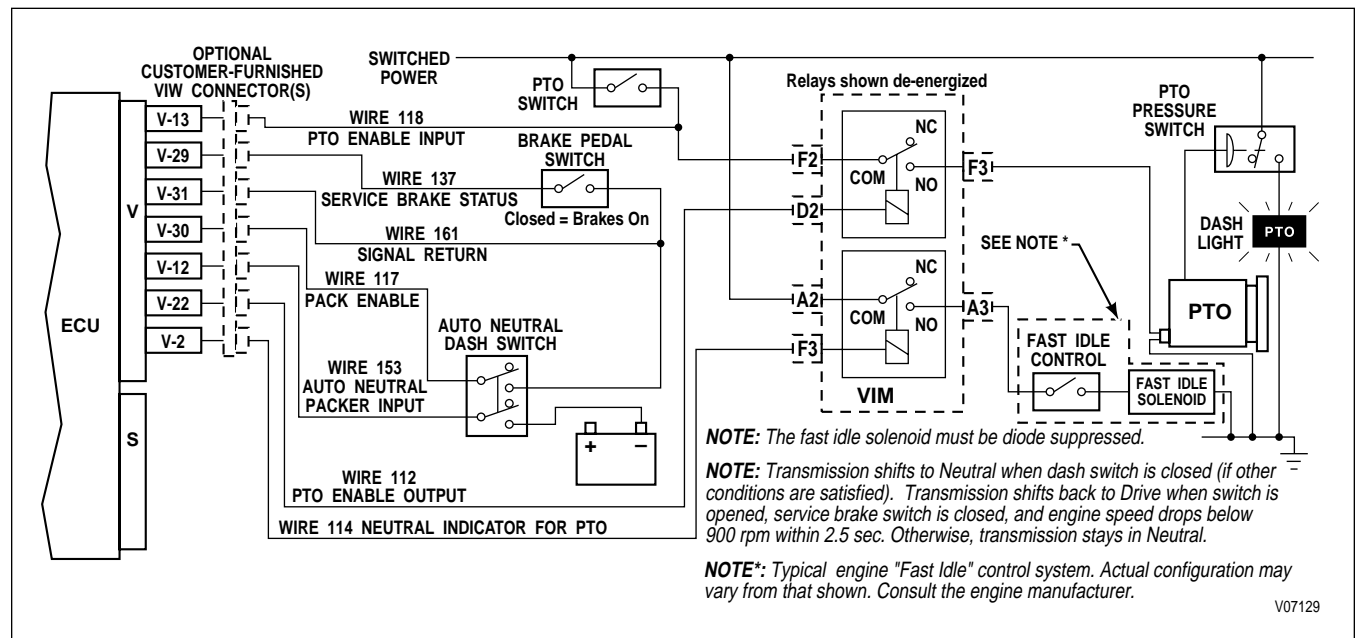 OPTIONAL
CUSTOMER-FURNISHED
VIW CONNECTOR(S)
SWITCHED
POWER
PTO
SWITCH
Relays shown de-energized
PTO
PRESSURE
SWITCH
V-13
V-29
V-31
V-30
V-12
V-22
V-2
V
S
ECU
WIRE 118
PTO ENABLE INPUT
BRAKE PEDAL
SWITCH
WIRE 137
SERVICE BRAKE STATUS
Closed = Brakes On
WIRE 161
SIGNAL RETURN
WIRE 117
PACK ENABLE
AUTO NEUTRAL
DASH SWITCH
WIRE 153
AUTO NEUTRAL
PACKER INPUT
+ −
WIRE 112
PTO ENABLE OUTPUT
WIRE 114 NEUTRAL INDICATOR FOR PTO
NC
F2
COM
NO
F3
D2
NC
A2
COM
NO
A3
F3
VIM
SEE NOTE *
DASH
LIGHT
PTO
PTO
FAST IDLE
CONTROL
FAST IDLE
SOLENOID
NOTE: The fast idle solenoid must be diode suppressed.
NOTE: Transmission shifts to Neutral when dash switch is closed (if other
conditions are satisfied). Transmission shifts back to Drive when switch is
opened, service brake switch is closed, and engine speed drops below
900 rpm within 2.5 sec. Otherwise, transmission stays in Neutral.
NOTE*: Typical engine "Fast Idle" control system. Actual configuration may
vary from that shown. Consult the engine manufacturer.
V07129